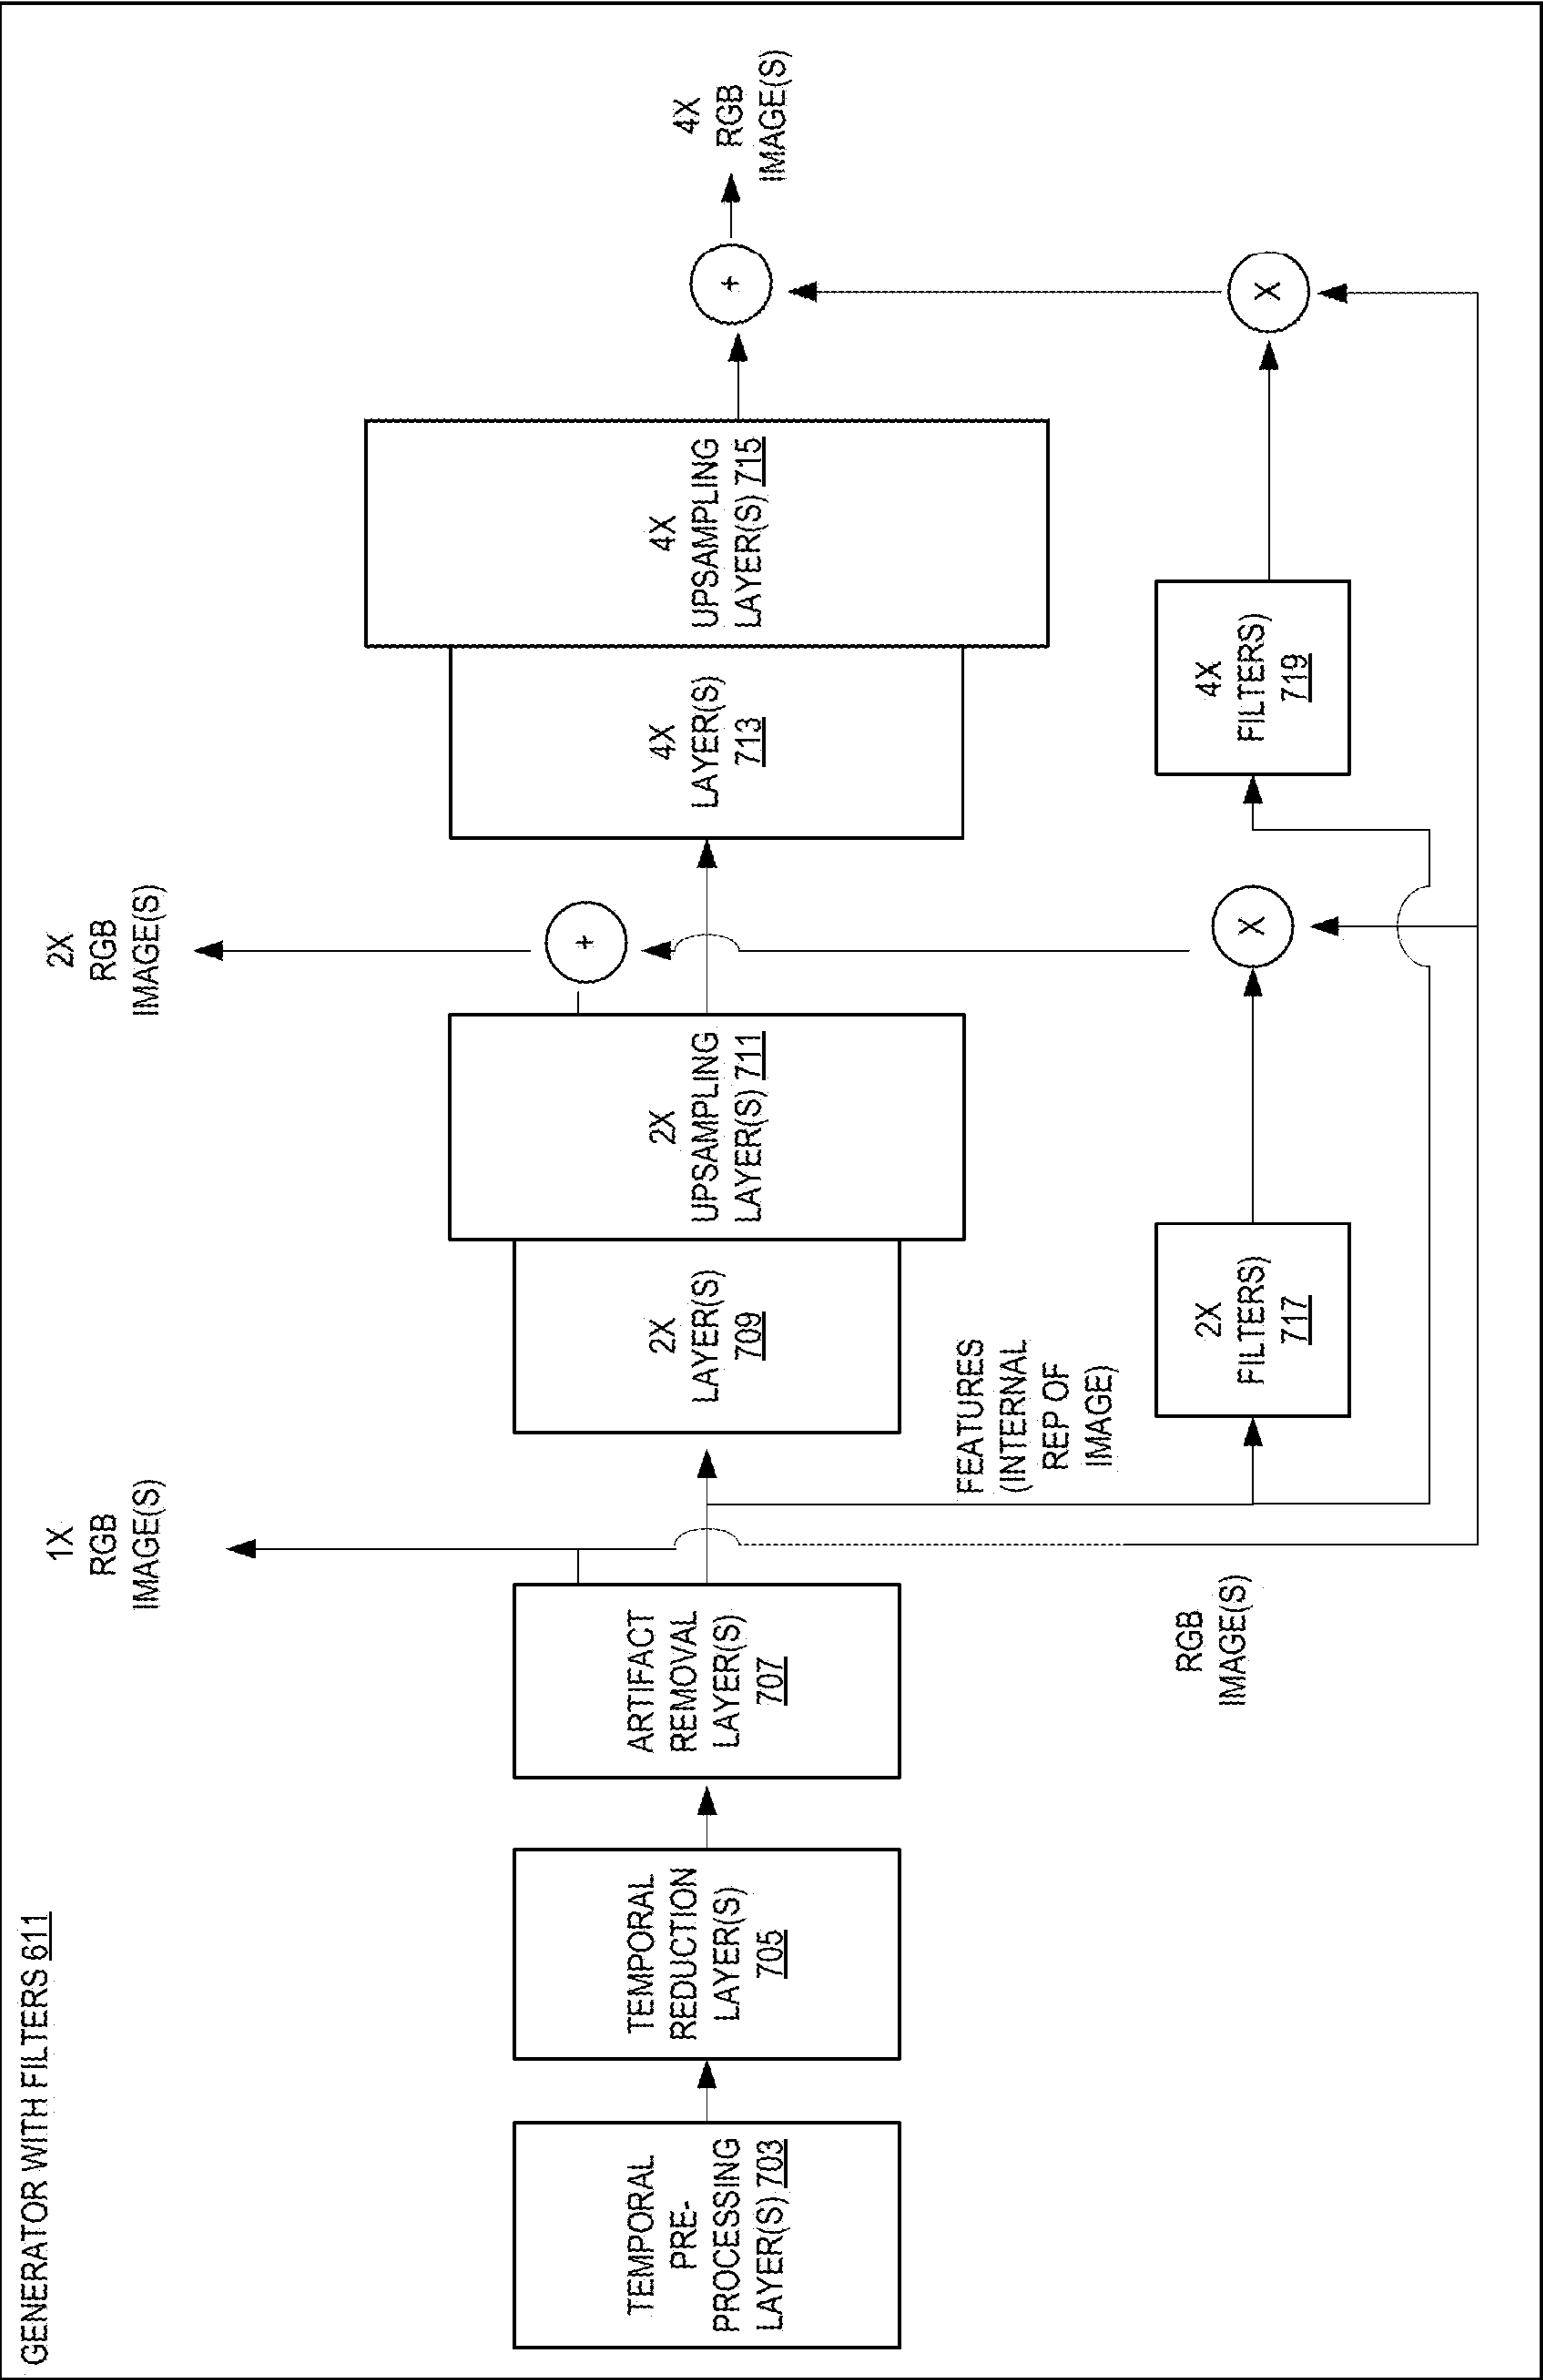 GENERATOR WITH FILTERS 611
1X
RGB
IMAGE(S)
2X
RGB
IMAGE(S)
4X
RGB
IMAGE(S)
TEMPORAL
PRE-
PROCESSING
LAYER(S) 703
TEMPORAL
REDUCTION
LAYER(S)
705
ARTIFACT
REMOVAL
LAYER(S)
707
2X
LAYER(S)
709
2X
UPSAMPLING
LAYER(S) 711
+
4X
LAYER(S)
713
4X
UPSAMPLING
LAYER(S) 715
+
FEATURES
(INTERNAL
REP OF
IMAGE)
RGB
IMAGE(S)
2X
FILTERS)
717
X
4X
FILTERS)
719
X